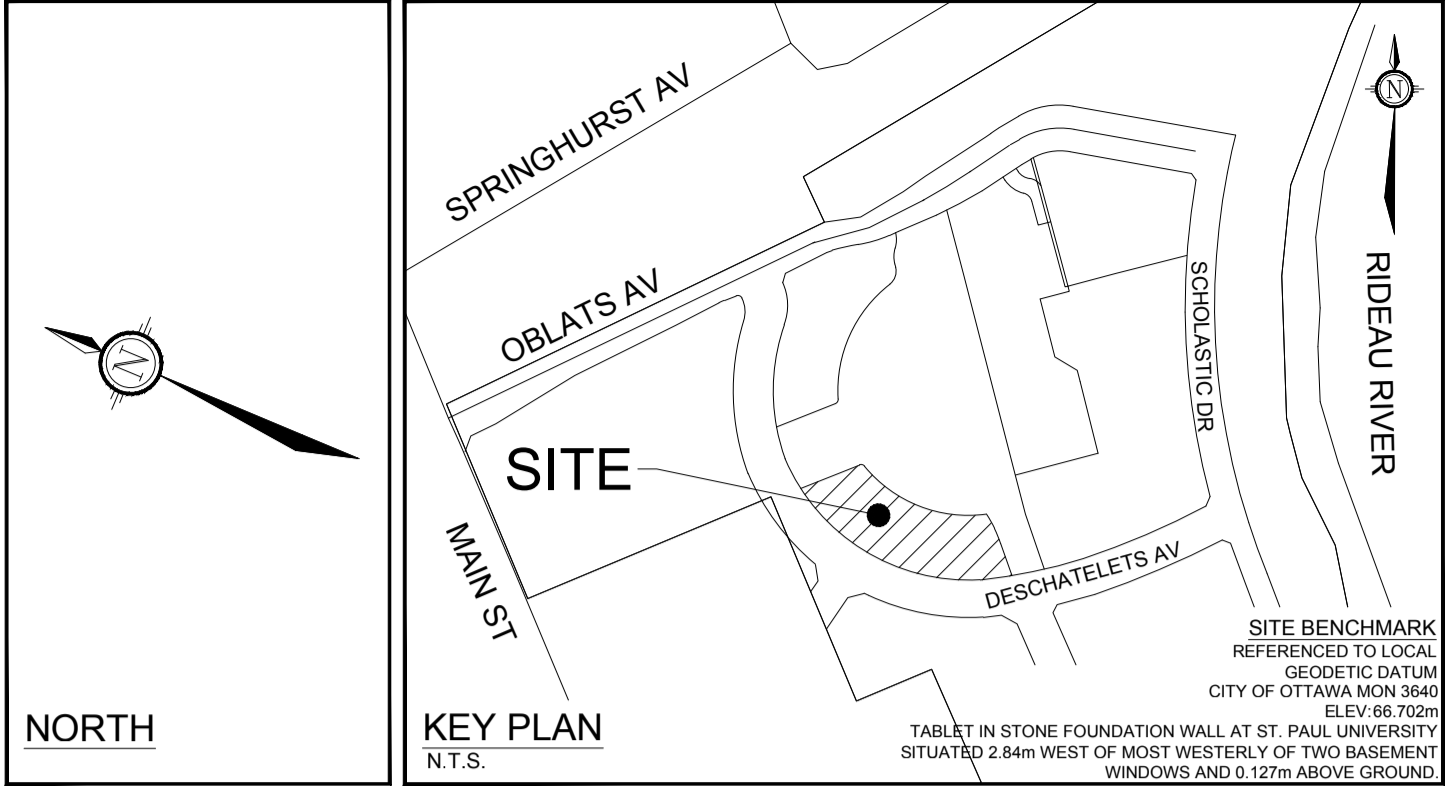 N
NORTH
SPRINGHURST AV
OBLATS AV
SITE
MAIN ST
DESCHATELETS AV
SCHOLASTIC DR
N
RIDEAU RIVER
KEY PLAN
N.T.S.
SITE BENCHMARK
REFERENCED TO LOCAL
GEODETIC DATUM
CITY OF OTTAWA MON 3640
ELEV:66.702m
TABLET IN STONE FOUNDATION WALL AT ST. PAUL UNIVERSITY
SITUATED 2.84m WEST OF MOST WESTERLY OF TWO BASEMENT
WINDOWS AND 0.127m ABOVE GROUND.